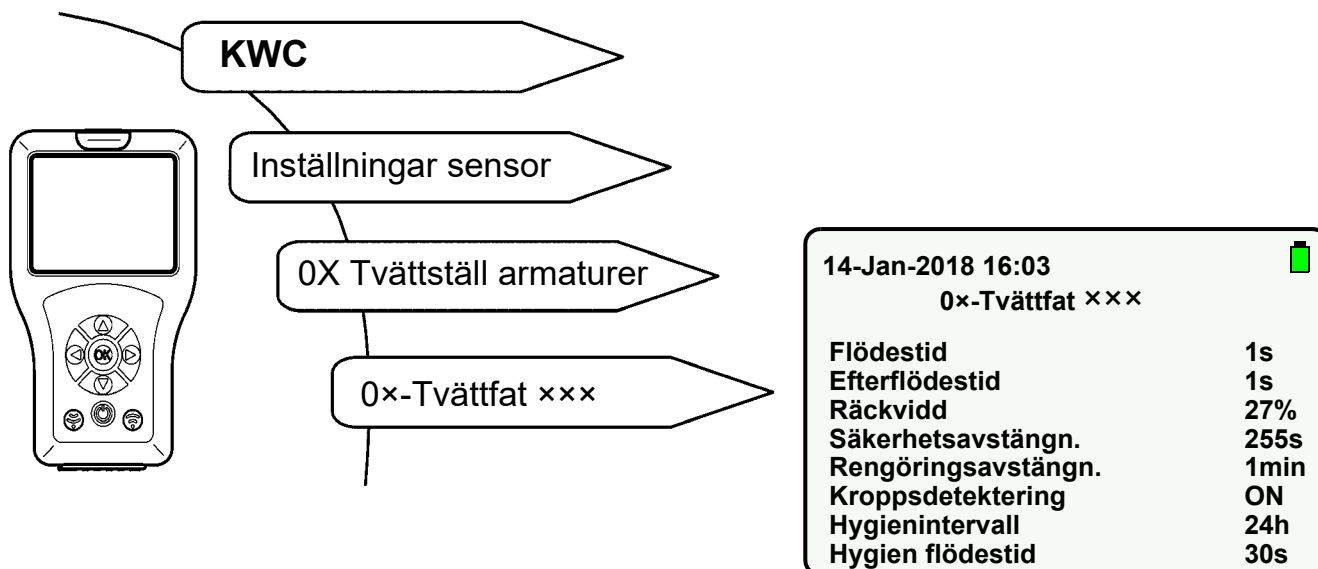 KWC
Inställningar sensor
0X Tvättställ armaturer
0×-Tvättfat ×××
OK
14-Jan-2018 16:03
0×-Tvättfat ×××
Flödestid 1s
Efterflödestid 1s
Räckvidd 27%
Säkerhetsavstängn. 255s
Rengöringsavstängn. 1min
Kroppsdetektering ON
Hygienintervall 24h
Hygien flödestid 30s